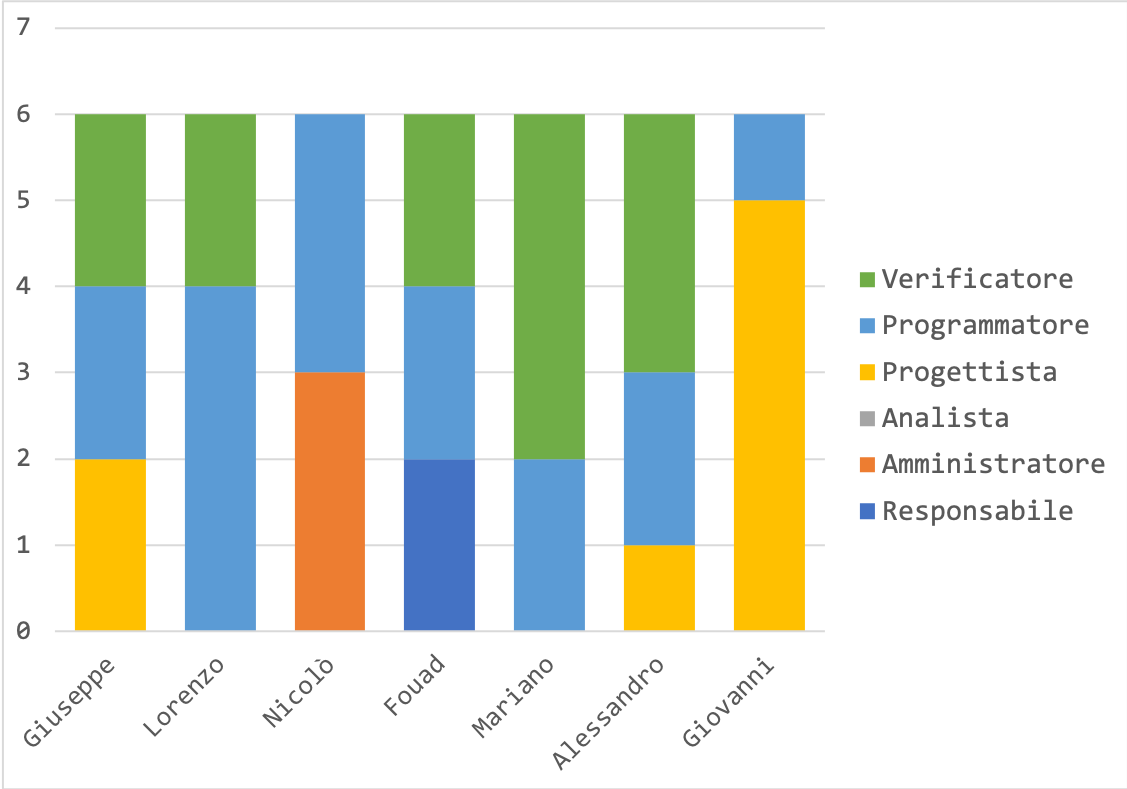 7
6
5
4
3
2
1
0
Giuseppe
Lorenzo
Nicolò
Fouad
Mariano
Alessandro
Giovanni
Verificatore
Programmatore
Progettista
Analista
Amministratore
Responsabile